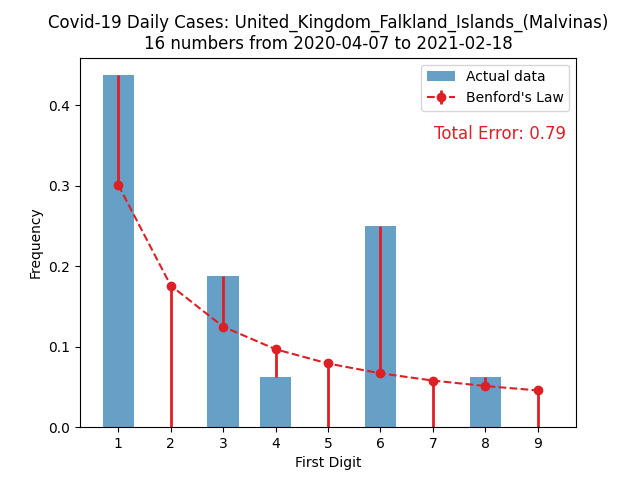 Covid-19 Daily Cases: United_Kingdom_Falkland_Islands_(Malvinas)
16 numbers from 2020-04-07 to 2021-02-18
Actual data
Benford's Law
Total Error: 0.79
Frequency
0.4
0.3
0.2
0.1
0.0
1 2 3 4 5 6 7 8 9
First Digit